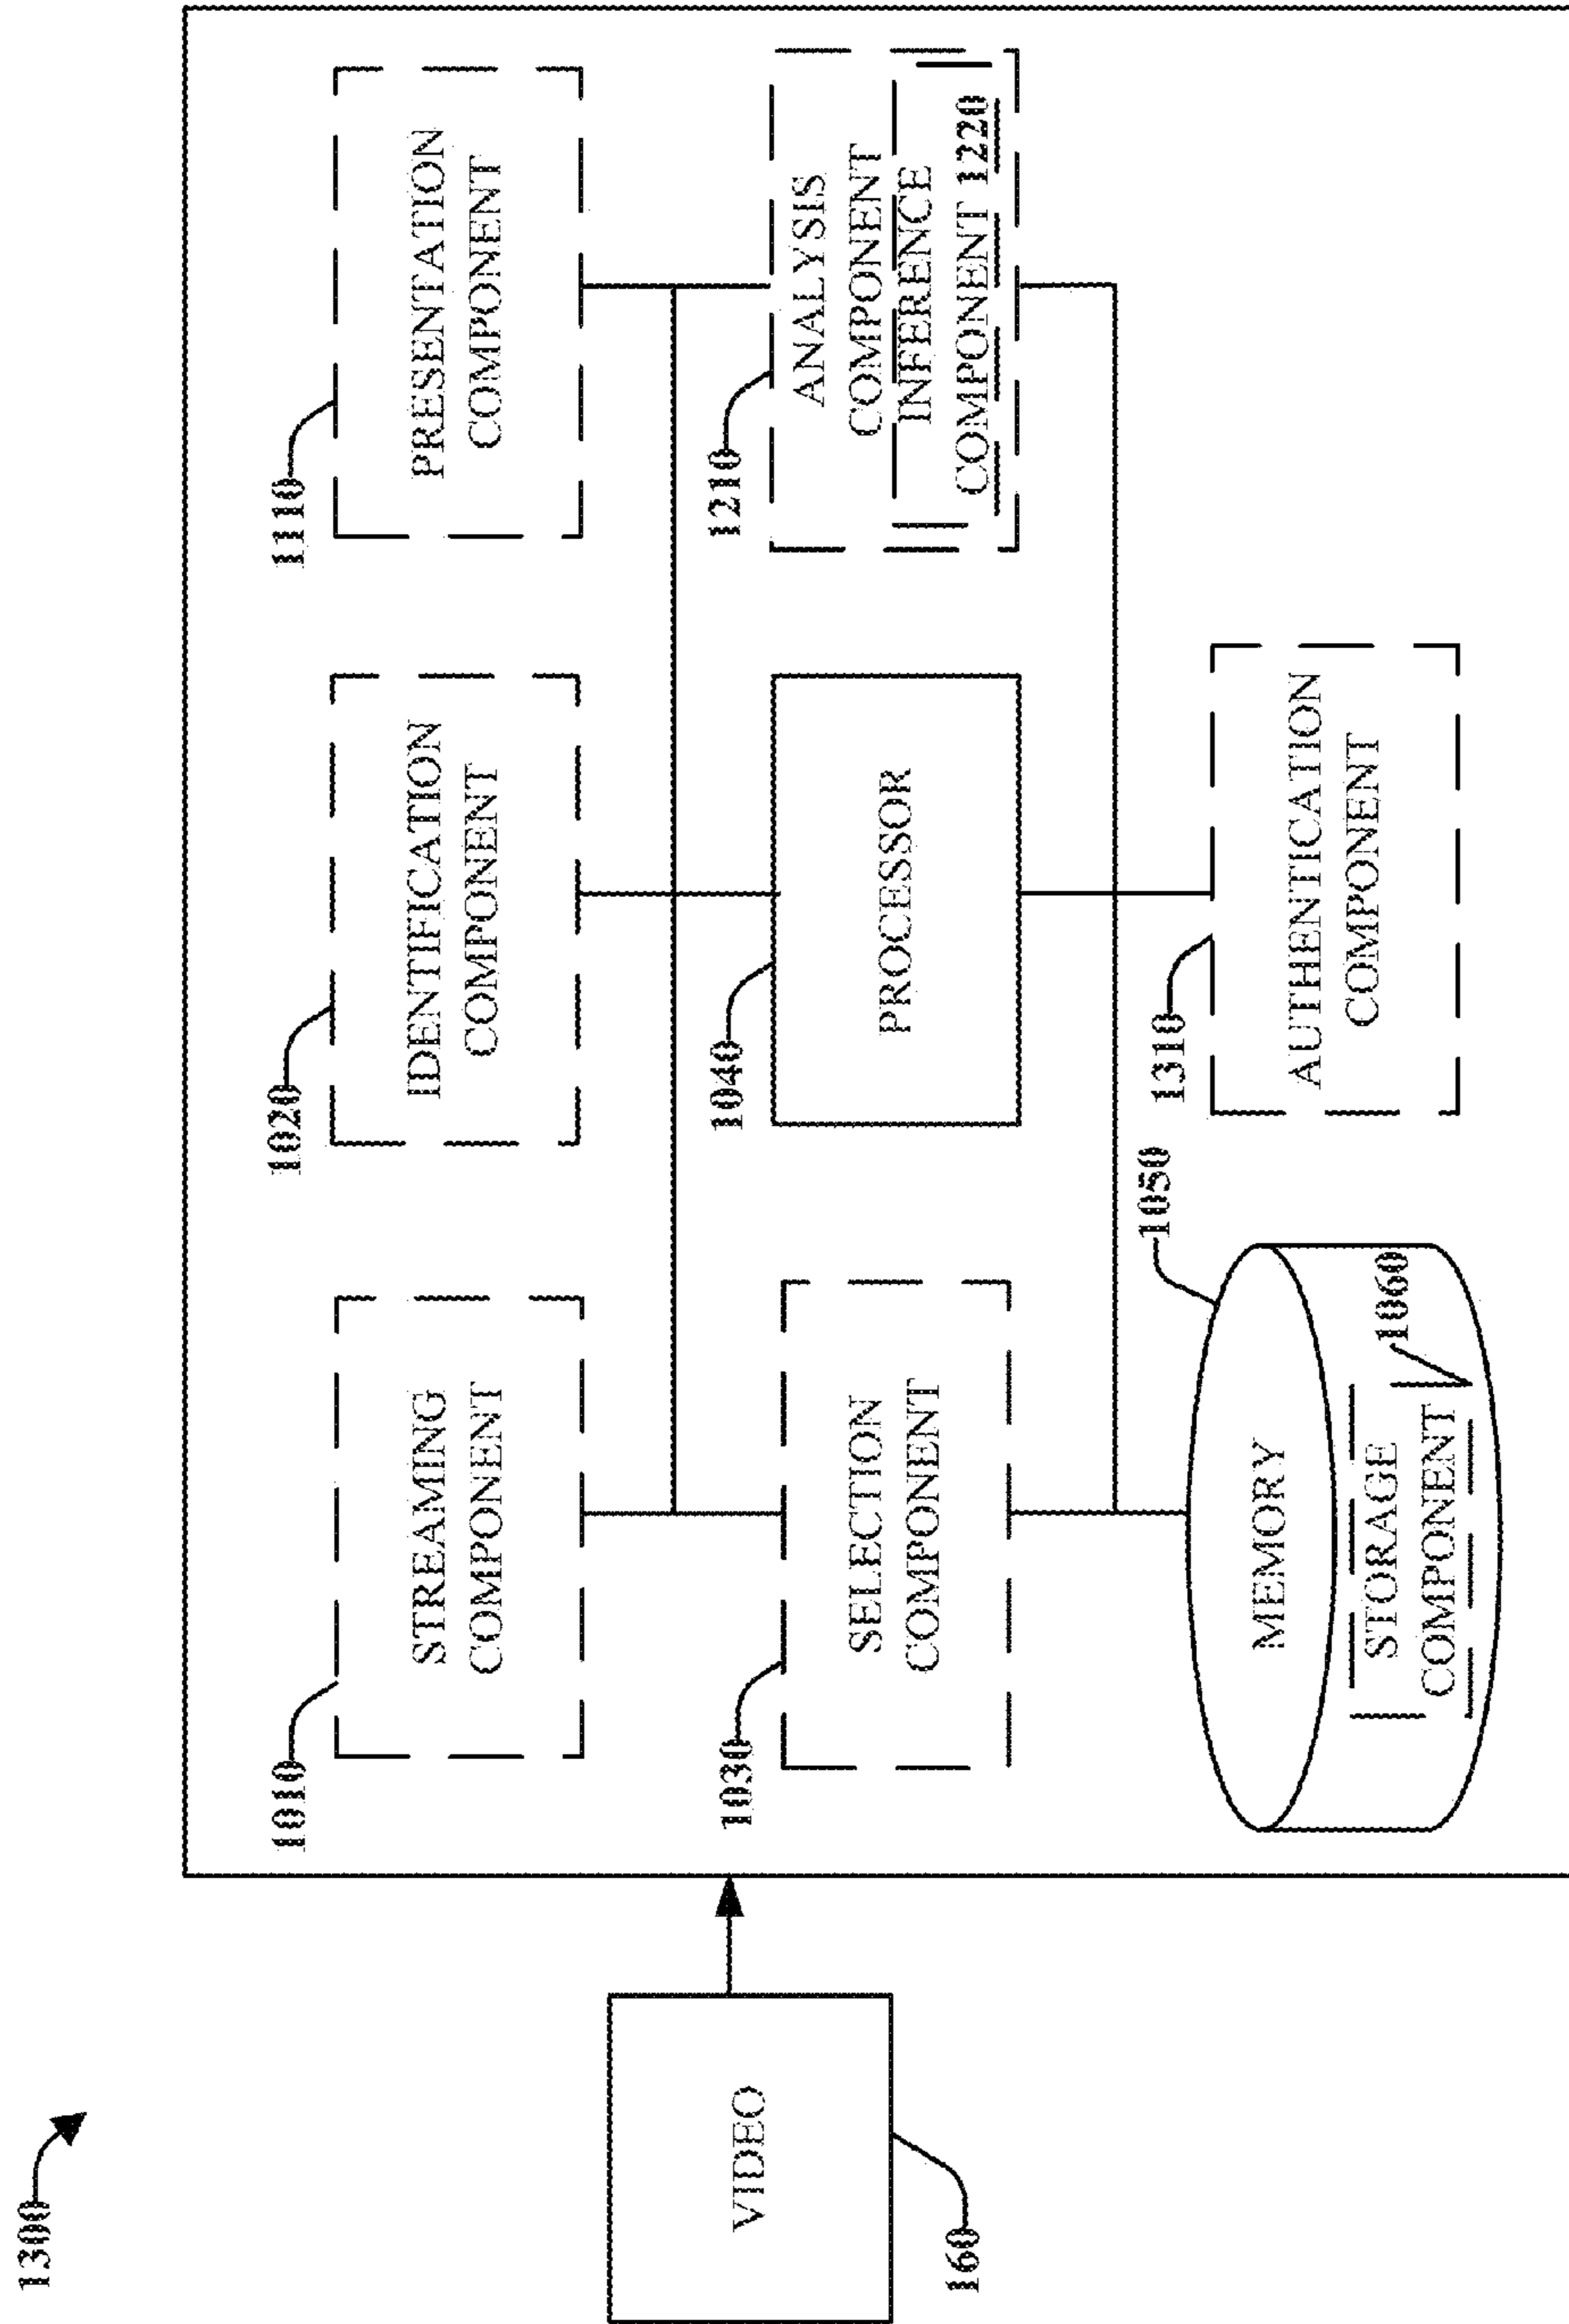 1300
VIDEO
160
1010
STREAMING
COMPONENT
1020
IDENTIFICATION
COMPONENT
1110
PRESENTATION
COMPONENT
1030
SELECTION
COMPONENT
1040
PROCESSOR
1210
ANALYSIS
COMPONENT
INFERENCE
COMPONENT 1220
1050
MEMORY
1060
STORAGE
COMPONENT
1310
AUTHENTICATION
COMPONENT